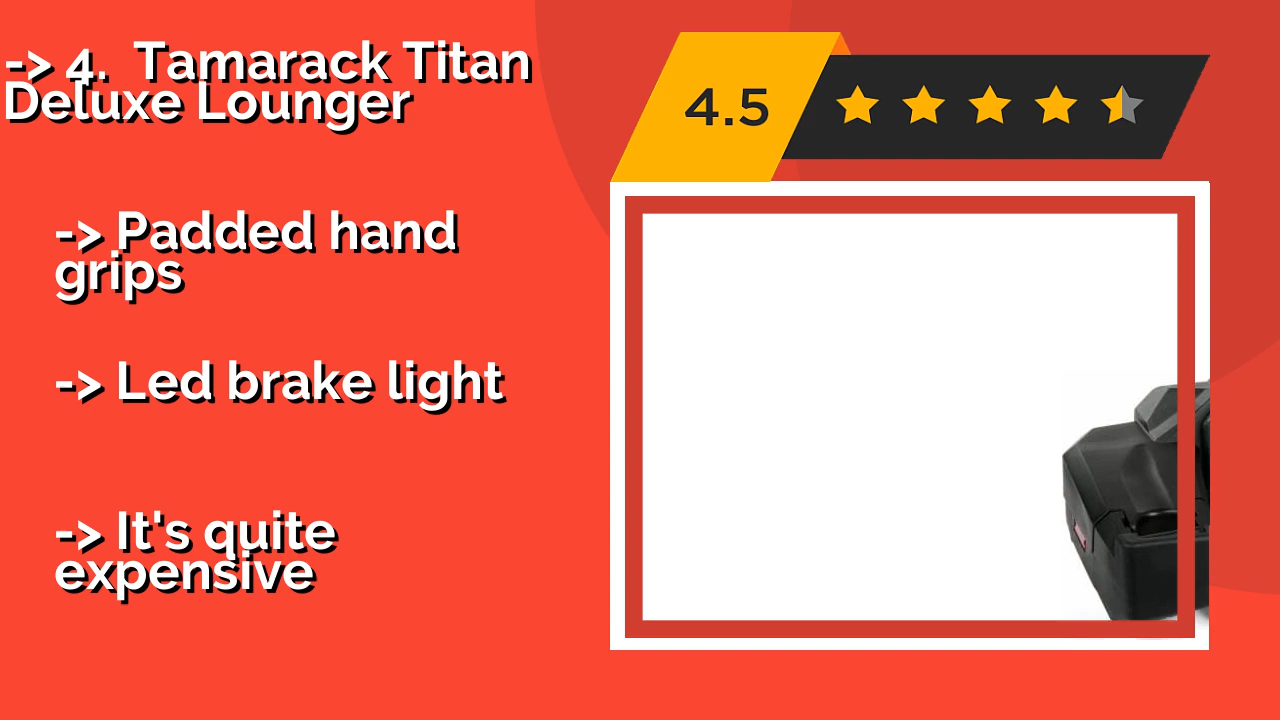 -> 4.  Tamarack Titan
Deluxe Lounger
4.5
-> Padded hand
grips
-> Led brake light
-> It's quite
expensive